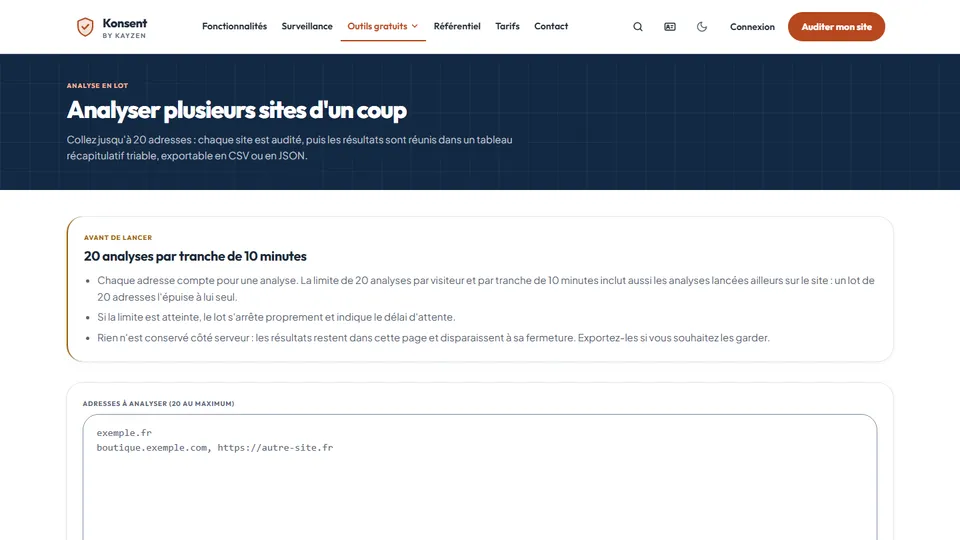 Konsent
BY KAYZEN
Fonctionnalités
Surveillance
Outils gratuits
Référentiel
Tarifs
Contact
Connexion
Auditer mon site
ANALYSE EN LOT
Analyser plusieurs sites d'un coup
Collez jusqu'à 20 adresses : chaque site est audité, puis les résultats sont réunis dans un tableau
récapitulatif triable, exportable en CSV ou en JSON.
AVANT DE LANCER
20 analyses par tranche de 10 minutes
• Chaque adresse compte pour une analyse. La limite de 20 analyses par visiteur et par tranche de 10 minutes inclut aussi les analyses lancées ailleurs sur le site : un lot de
20 adresses l'épuise à lui seul.
• Si la limite est atteinte, le lot s'arrête proprement et indique le délai d'attente.
• Rien n'est conservé côté serveur : les résultats restent dans cette page et disparaissent à sa fermeture. Exportez-les si vous souhaitez les garder.
ADRESSES À ANALYSER (20 AU MAXIMUM)
exemple.fr
boutique.exemple.com, https://autre-site.fr